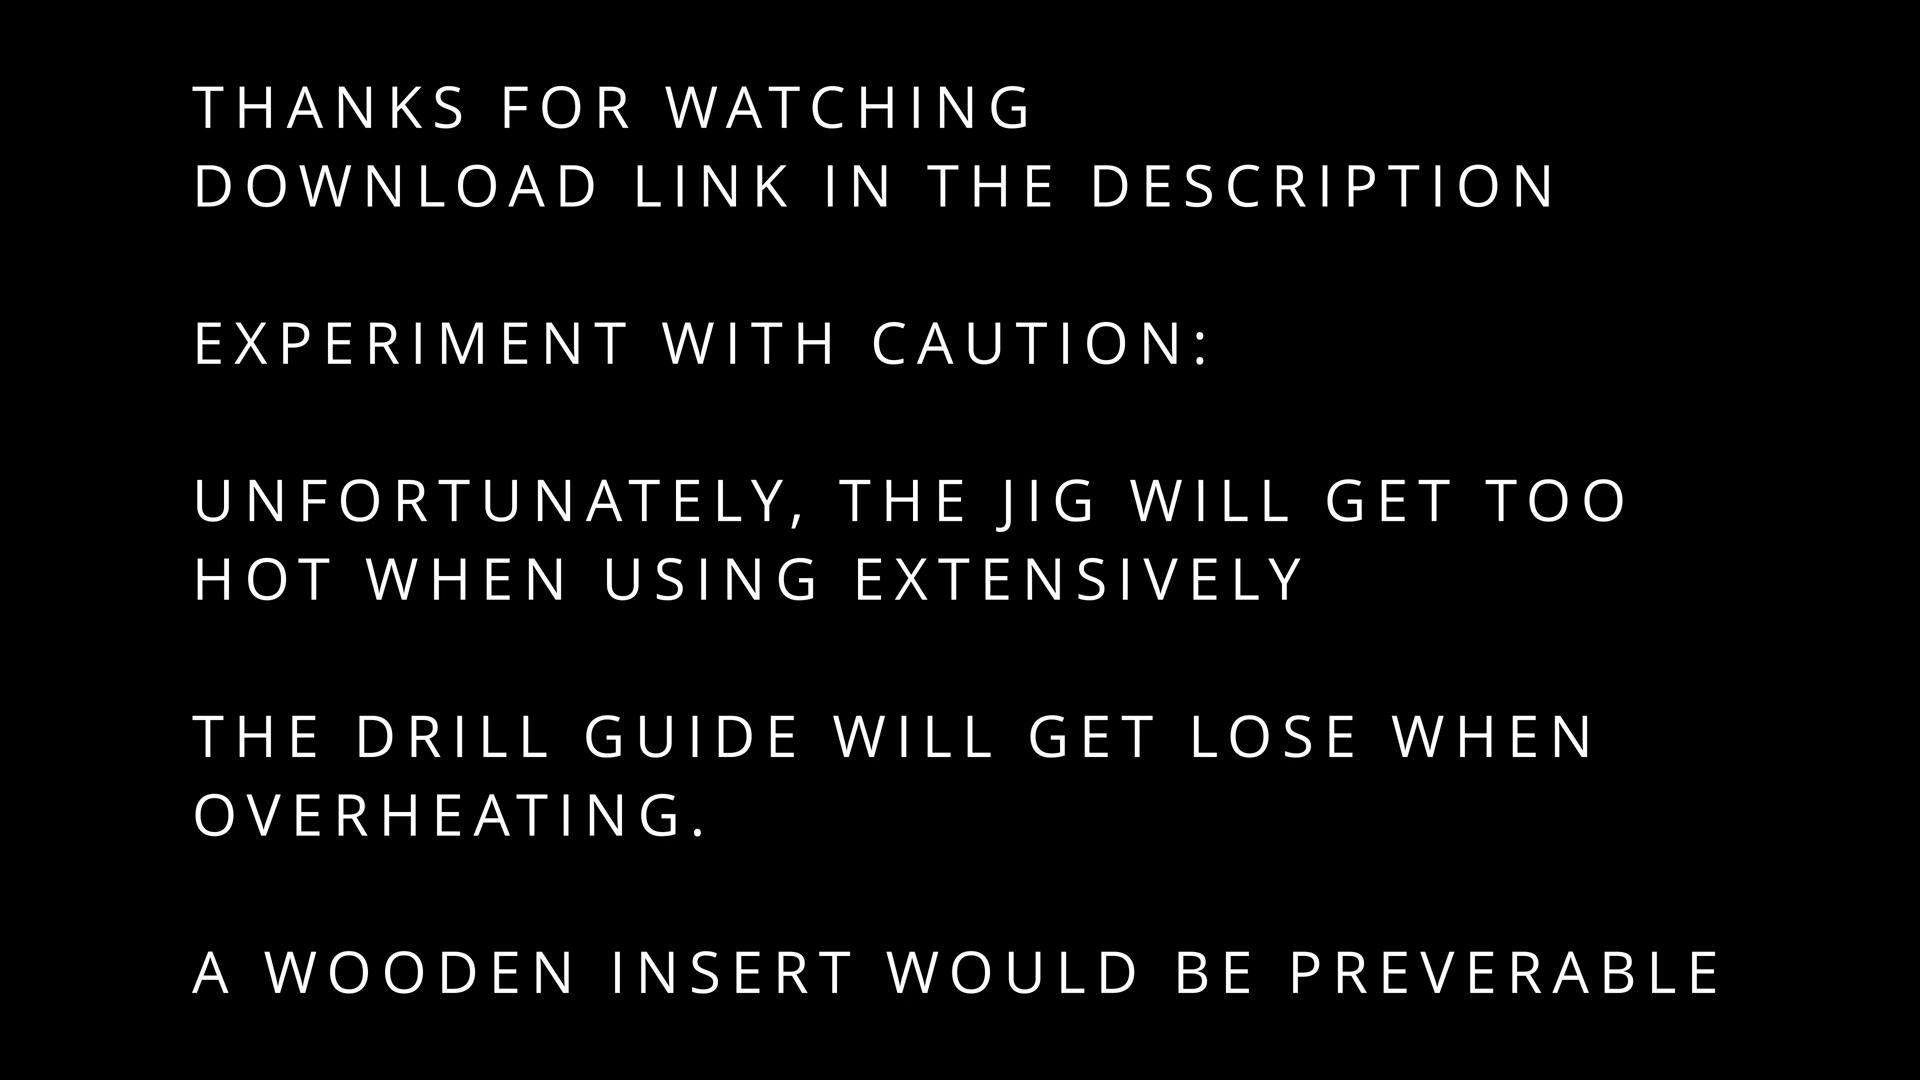 THANKS FOR WATCHING
DOWNLOAD LINK IN THE DESCRIPTION
EXPERIMENT WITH CAUTION:
UNFORTUNATELY, THE JIG WILL GET TOO
HOT WHEN USING EXTENSIVELY
THE DRILL GUIDE WILL GET LOSE WHEN
OVERHEATING.
A WOODEN INSERT WOULD BE PREVERABLE